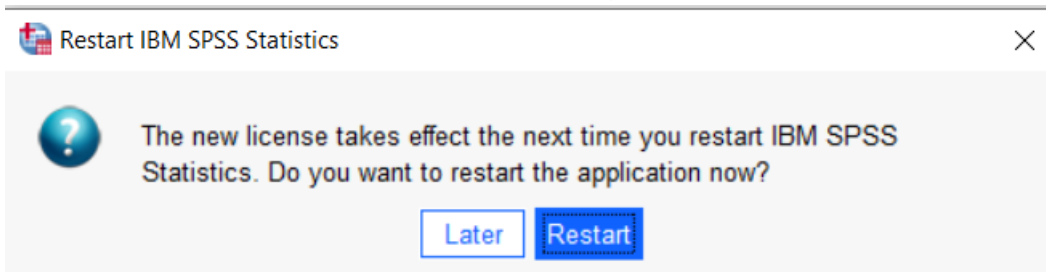 Restart IBM SPSS Statistics
The new license takes effect the next time you restart IBM SPSS
Statistics. Do you want to restart the application now?
Later Restart